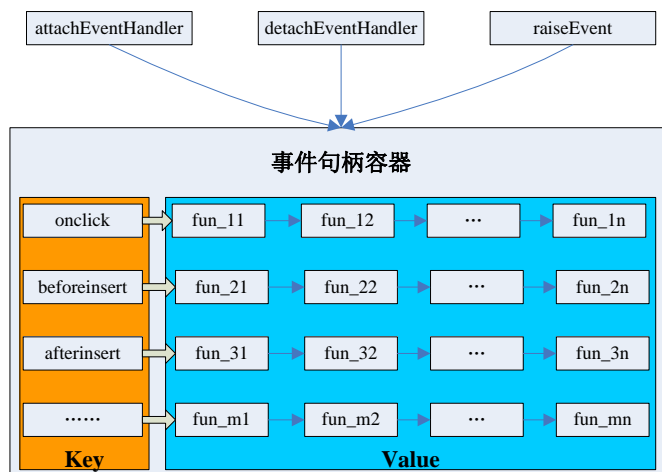 attachEventHandler
detachEventHandler
raiseEvent
事件句柄容器
onclick
fun_11
fun_12
…
fun_1n
beforeinsert
fun_21
fun_22
…
fun_2n
afterinsert
fun_31
fun_32
…
fun_3n
……
fun_m1
fun_m2
…
fun_mn
Key
Value